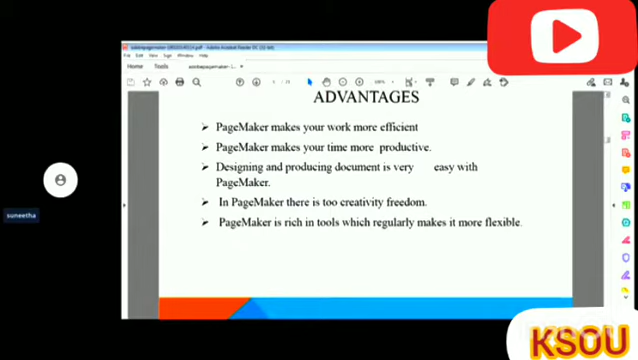 Home
Tools
ADVANTAGES
➢ PageMaker makes your work more efficient
➢ PageMaker makes your time more productive.
➢ Designing and producing document is very easy with
PageMaker.
➢ In PageMaker there is too creativity freedom.
➢ PageMaker is rich in tools which regularly makes it more flexible.
suneetha
KSOU